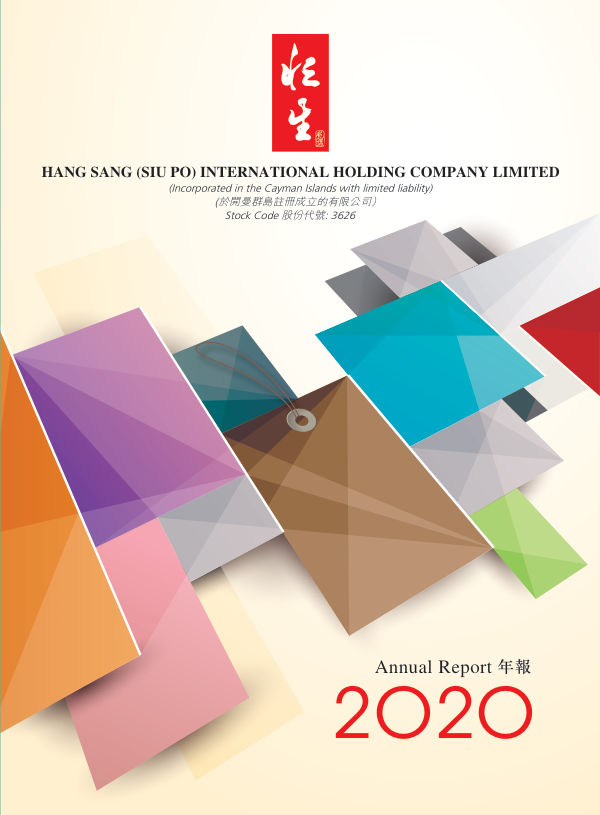 恒生
HANG SANG (SIU PO) INTERNATIONAL HOLDING COMPANY LIMITED
(Incorporated in the Cayman Islands with limited liability)
(於開曼群島註冊成立的有限公司)
Stock Code 股份代號: 3626
Annual Report 年報
2020